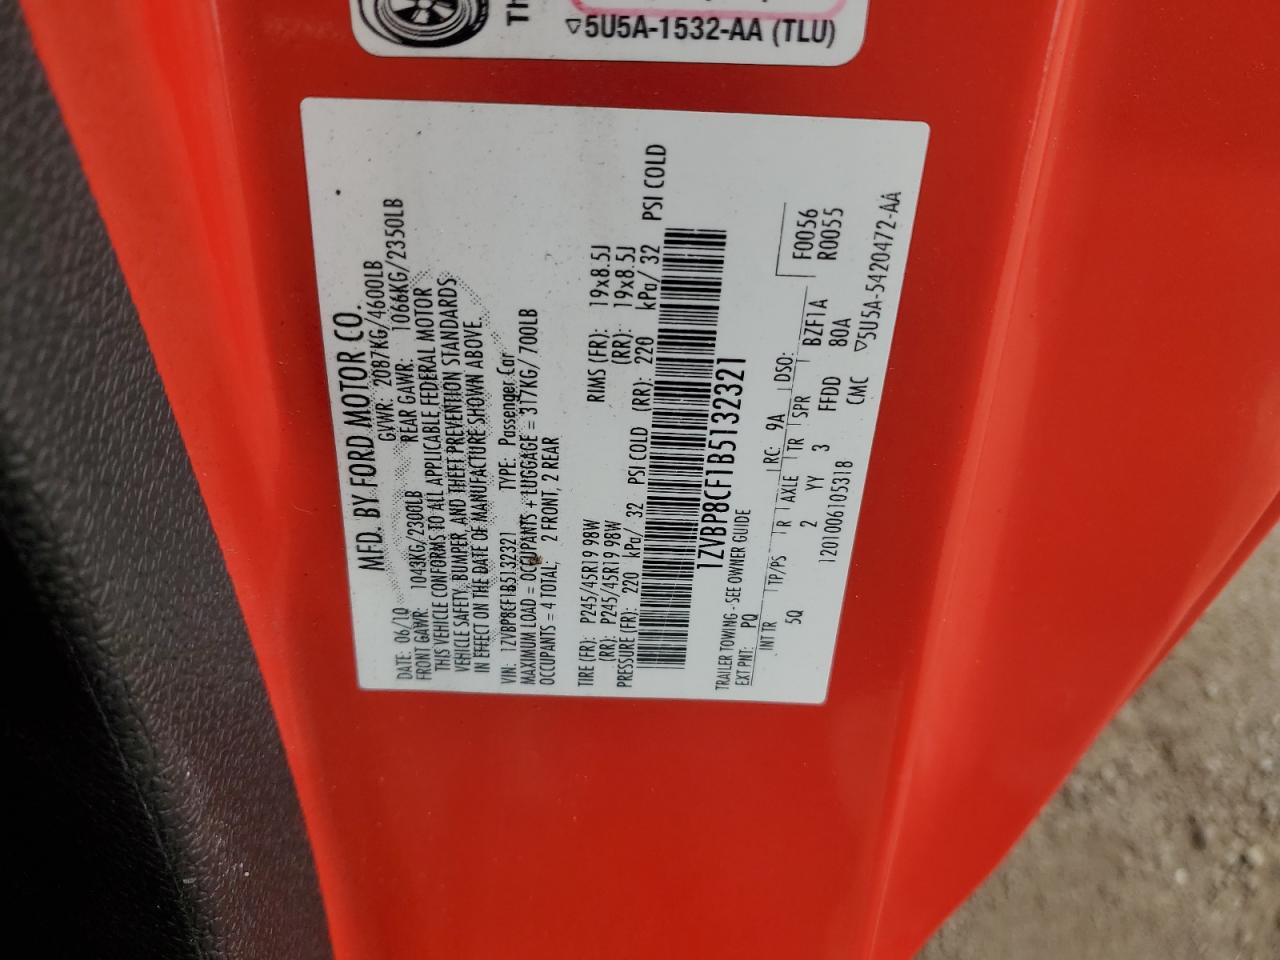 Th
▽5U5A-1532-AA (TLU)
MFD. BY FORD MOTOR CO.
DATE: 06/10 GVWR: 2087KG/4600LB
FRONT GAWR: 1043KG/2300LB REAR GAWR: 1066KG/2350LB
THIS VEHICLE CONFORMS TO ALL APPLICABLE FEDERAL MOTOR
VEHICLE SAFETY, BUMPER, AND THEFT PREVENTION STANDARDS
IN EFFECT ON THE DATE OF MANUFACTURE SHOWN ABOVE.
VIN: 1ZVBP8CF1B5132321 TYPE: Passenger Car
MAXIMUM LOAD = OCCUPANTS + LUGGAGE = 317KG/700LB
OCCUPANTS = 4 TOTAL; 2 FRONT, 2 REAR
TIRE (FR): P245/45R19 98W RIMS (FR): 19x8.5J
(RR): P245/45R19 98W (RR): 19x8.5J
PRESSURE (FR): 220 kPa/ 32 PSI COLD (RR): 220 kPa/ 32 PSI COLD
1ZVBP8CF1B5132321
TRAILER TOWING - SEE OWNER GUIDE
EXT PNT: PQ RC: 9A DSO: F0056
INT TR TP/PS R AXLE TR SPR BZF1A R0055
5Q 2 YY 3 FFDD 80A
1201006105318 CMC ▽5U5A-5420472-AA